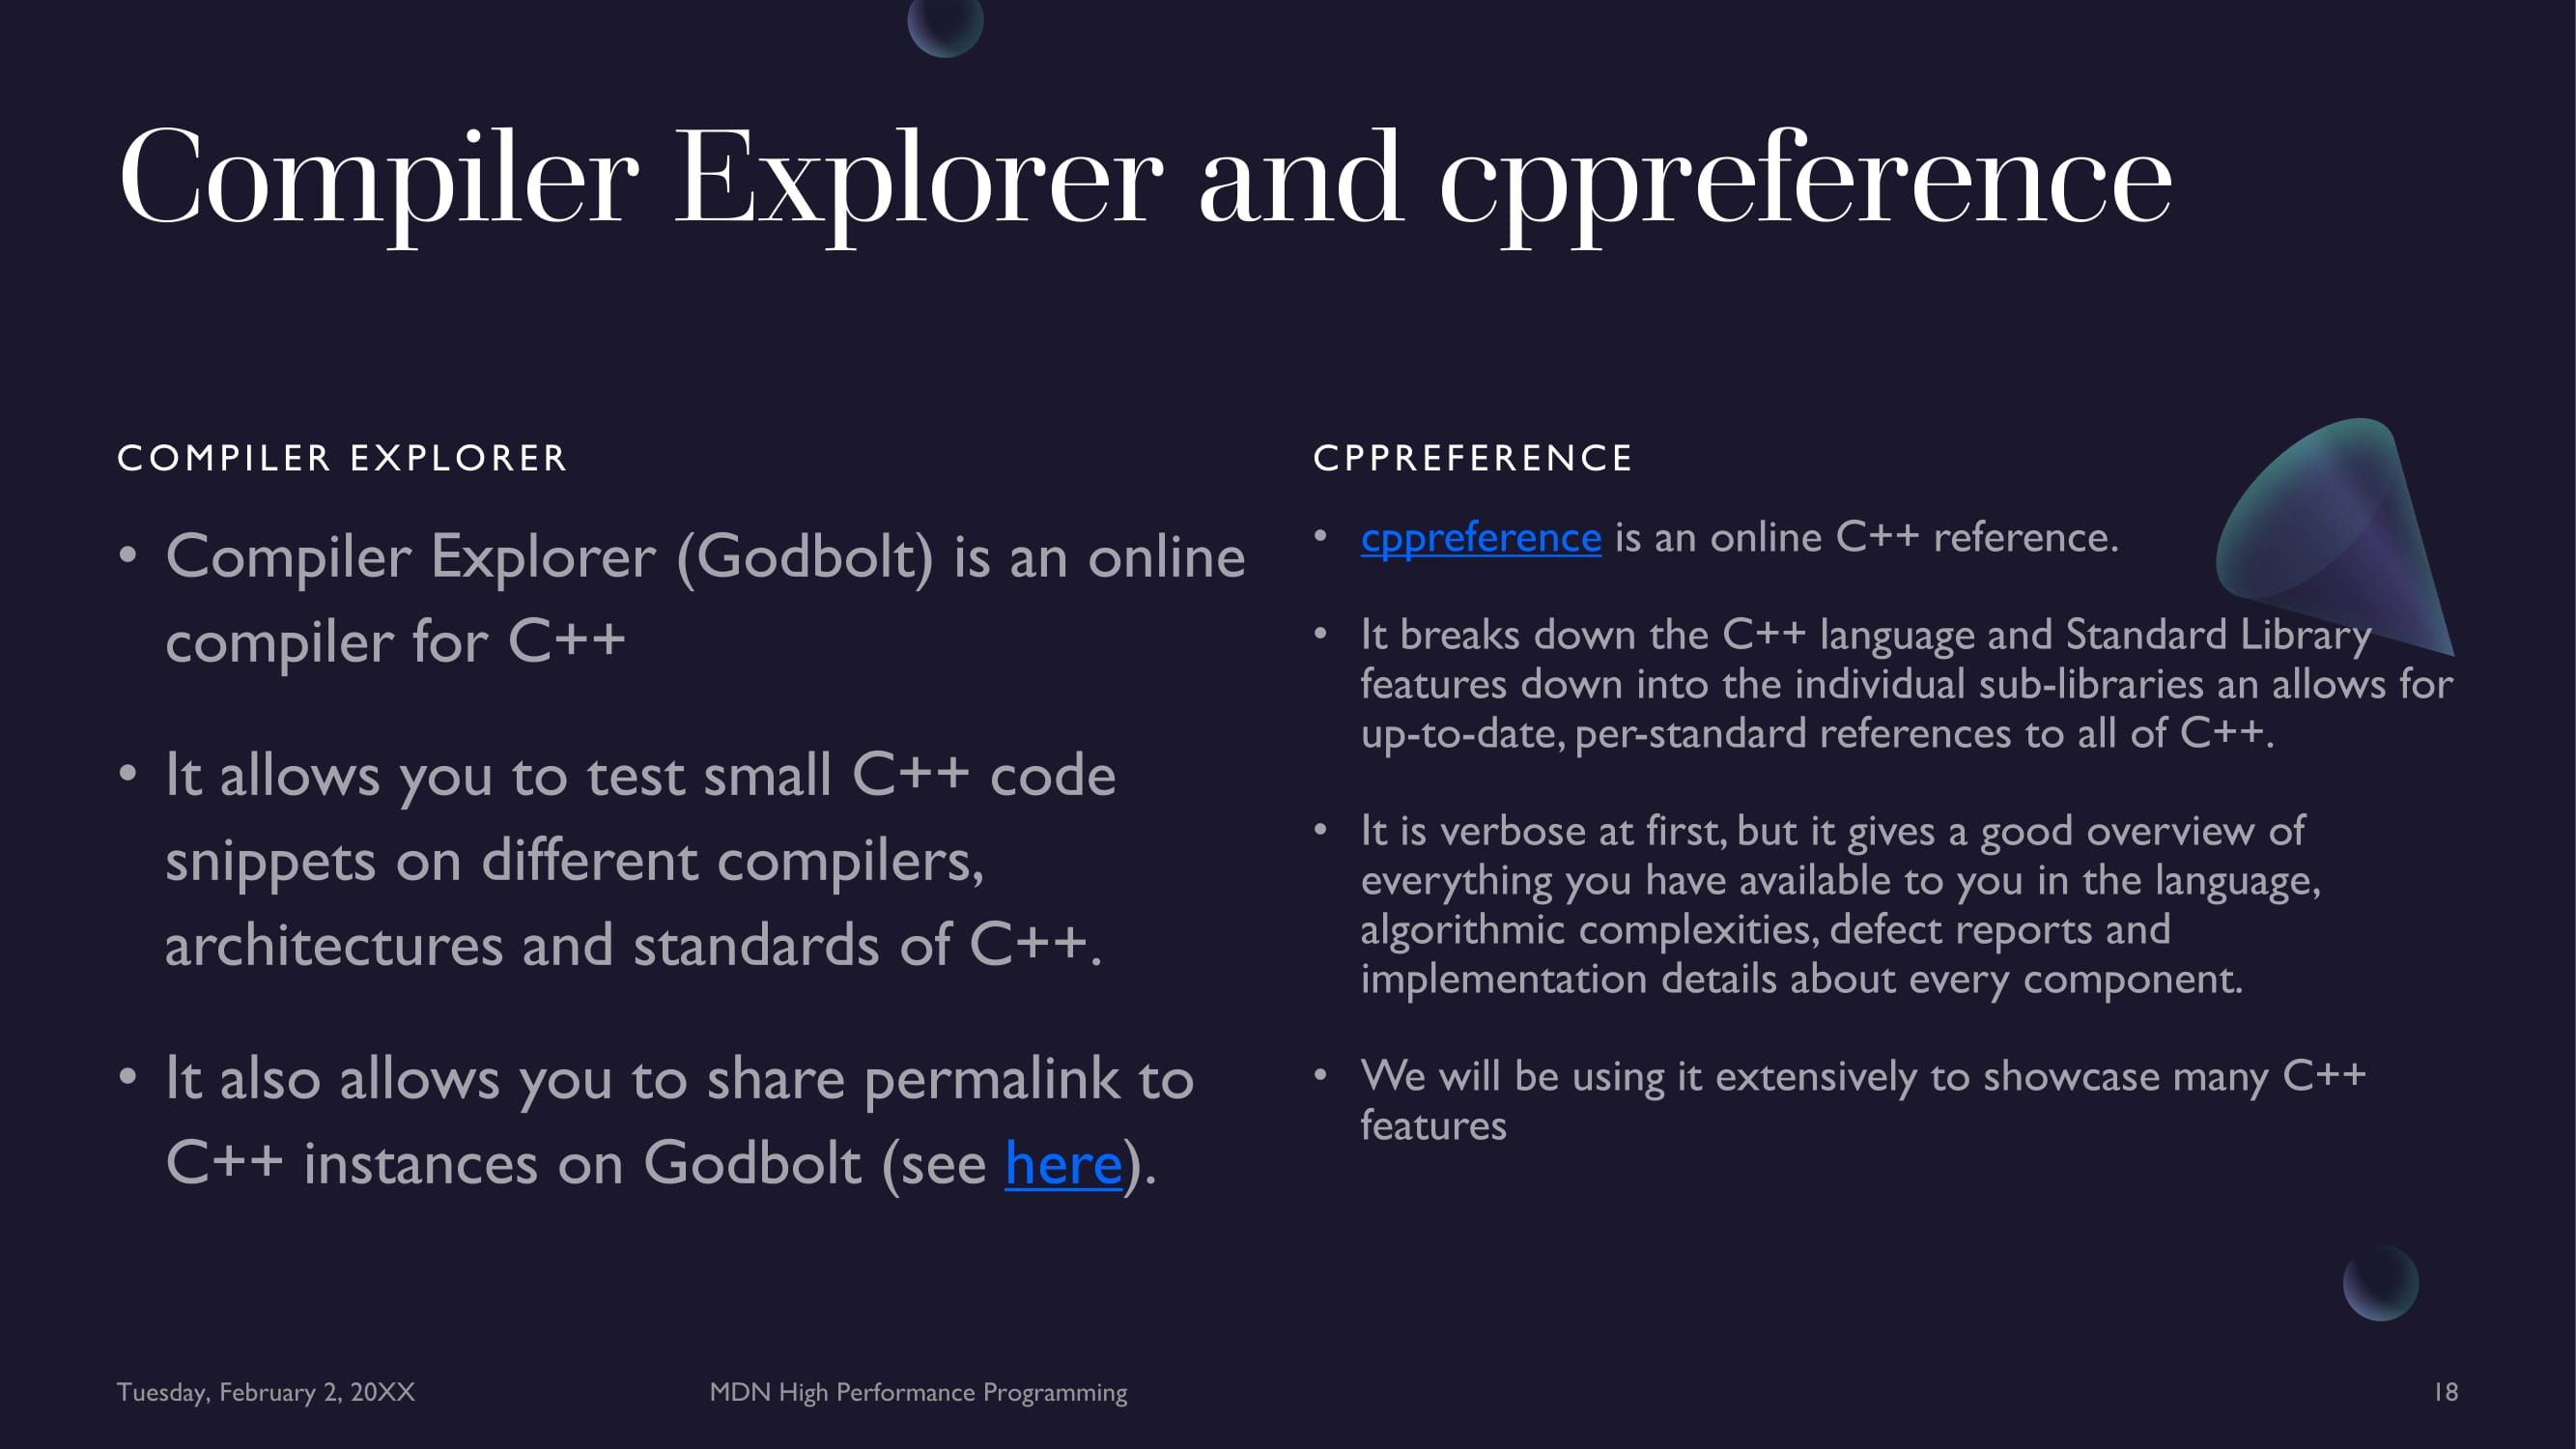 Compiler Explorer and cppreference
COMPILER EXPLORER
• Compiler Explorer (Godbolt) is an online
compiler for C++
• It allows you to test small C++ code
snippets on different compilers,
architectures and standards of C++.
• It also allows you to share permalink to
C++ instances on Godbolt (see here).
CPPREFERENCE
• cppreference is an online C++ reference.
• It breaks down the C++ language and Standard Library
features down into the individual sub-libraries an allows for
up-to-date, per-standard references to all of C++.
• It is verbose at first, but it gives a good overview of
everything you have available to you in the language,
algorithmic complexities, defect reports and
implementation details about every component.
• We will be using it extensively to showcase many C++
features
Tuesday, February 2, 20XX
MDN High Performance Programming
18